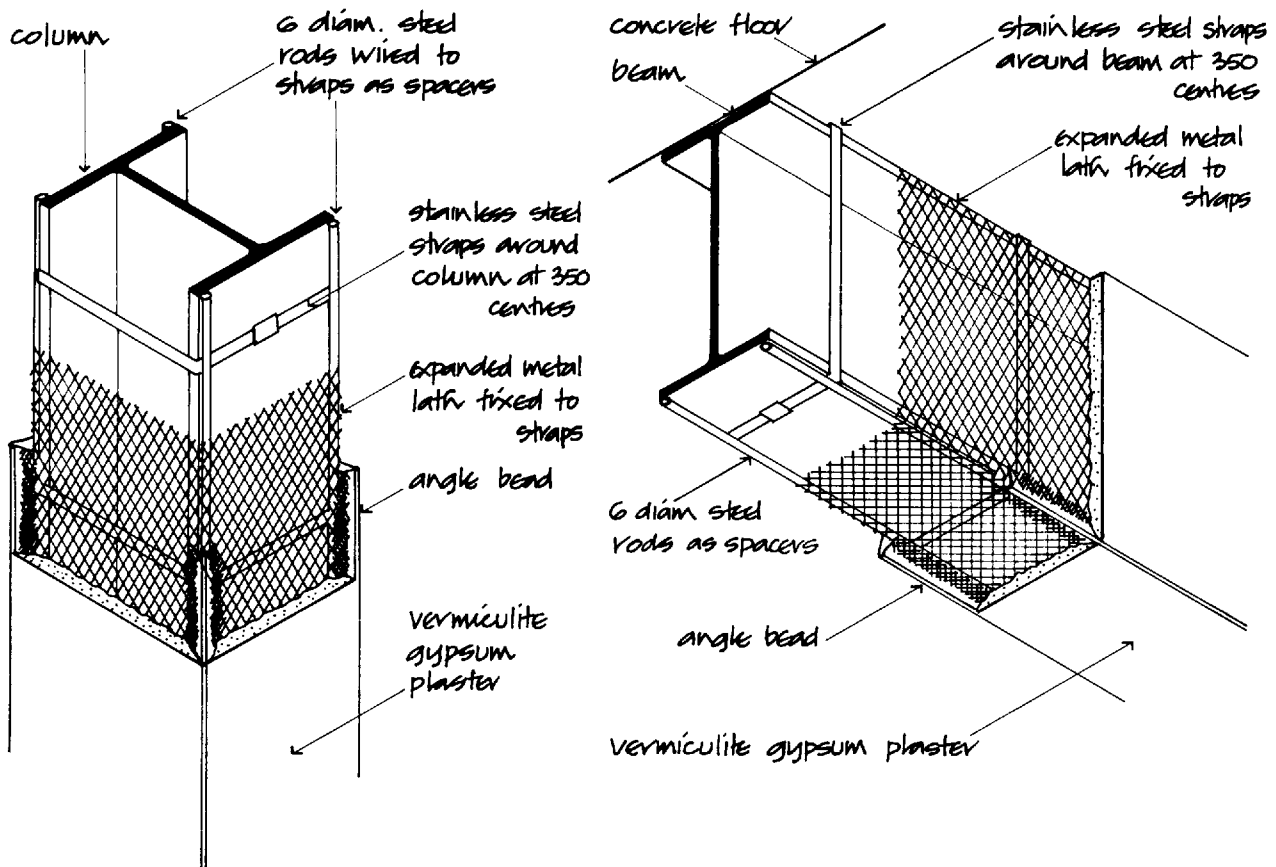 column
6 diam. steel
rods wired to
straps as spacers
stainless steel
straps around
column at 350
centres
expanded metal
lath fixed to
straps
angle bead
vermiculite
gypsum
plaster
concrete floor
beam
stainless steel straps
around beam at 350
centres
expanded metal
lath fixed to
straps
6 diam steel
rods as spacers
angle bead
vermiculite gypsum plaster